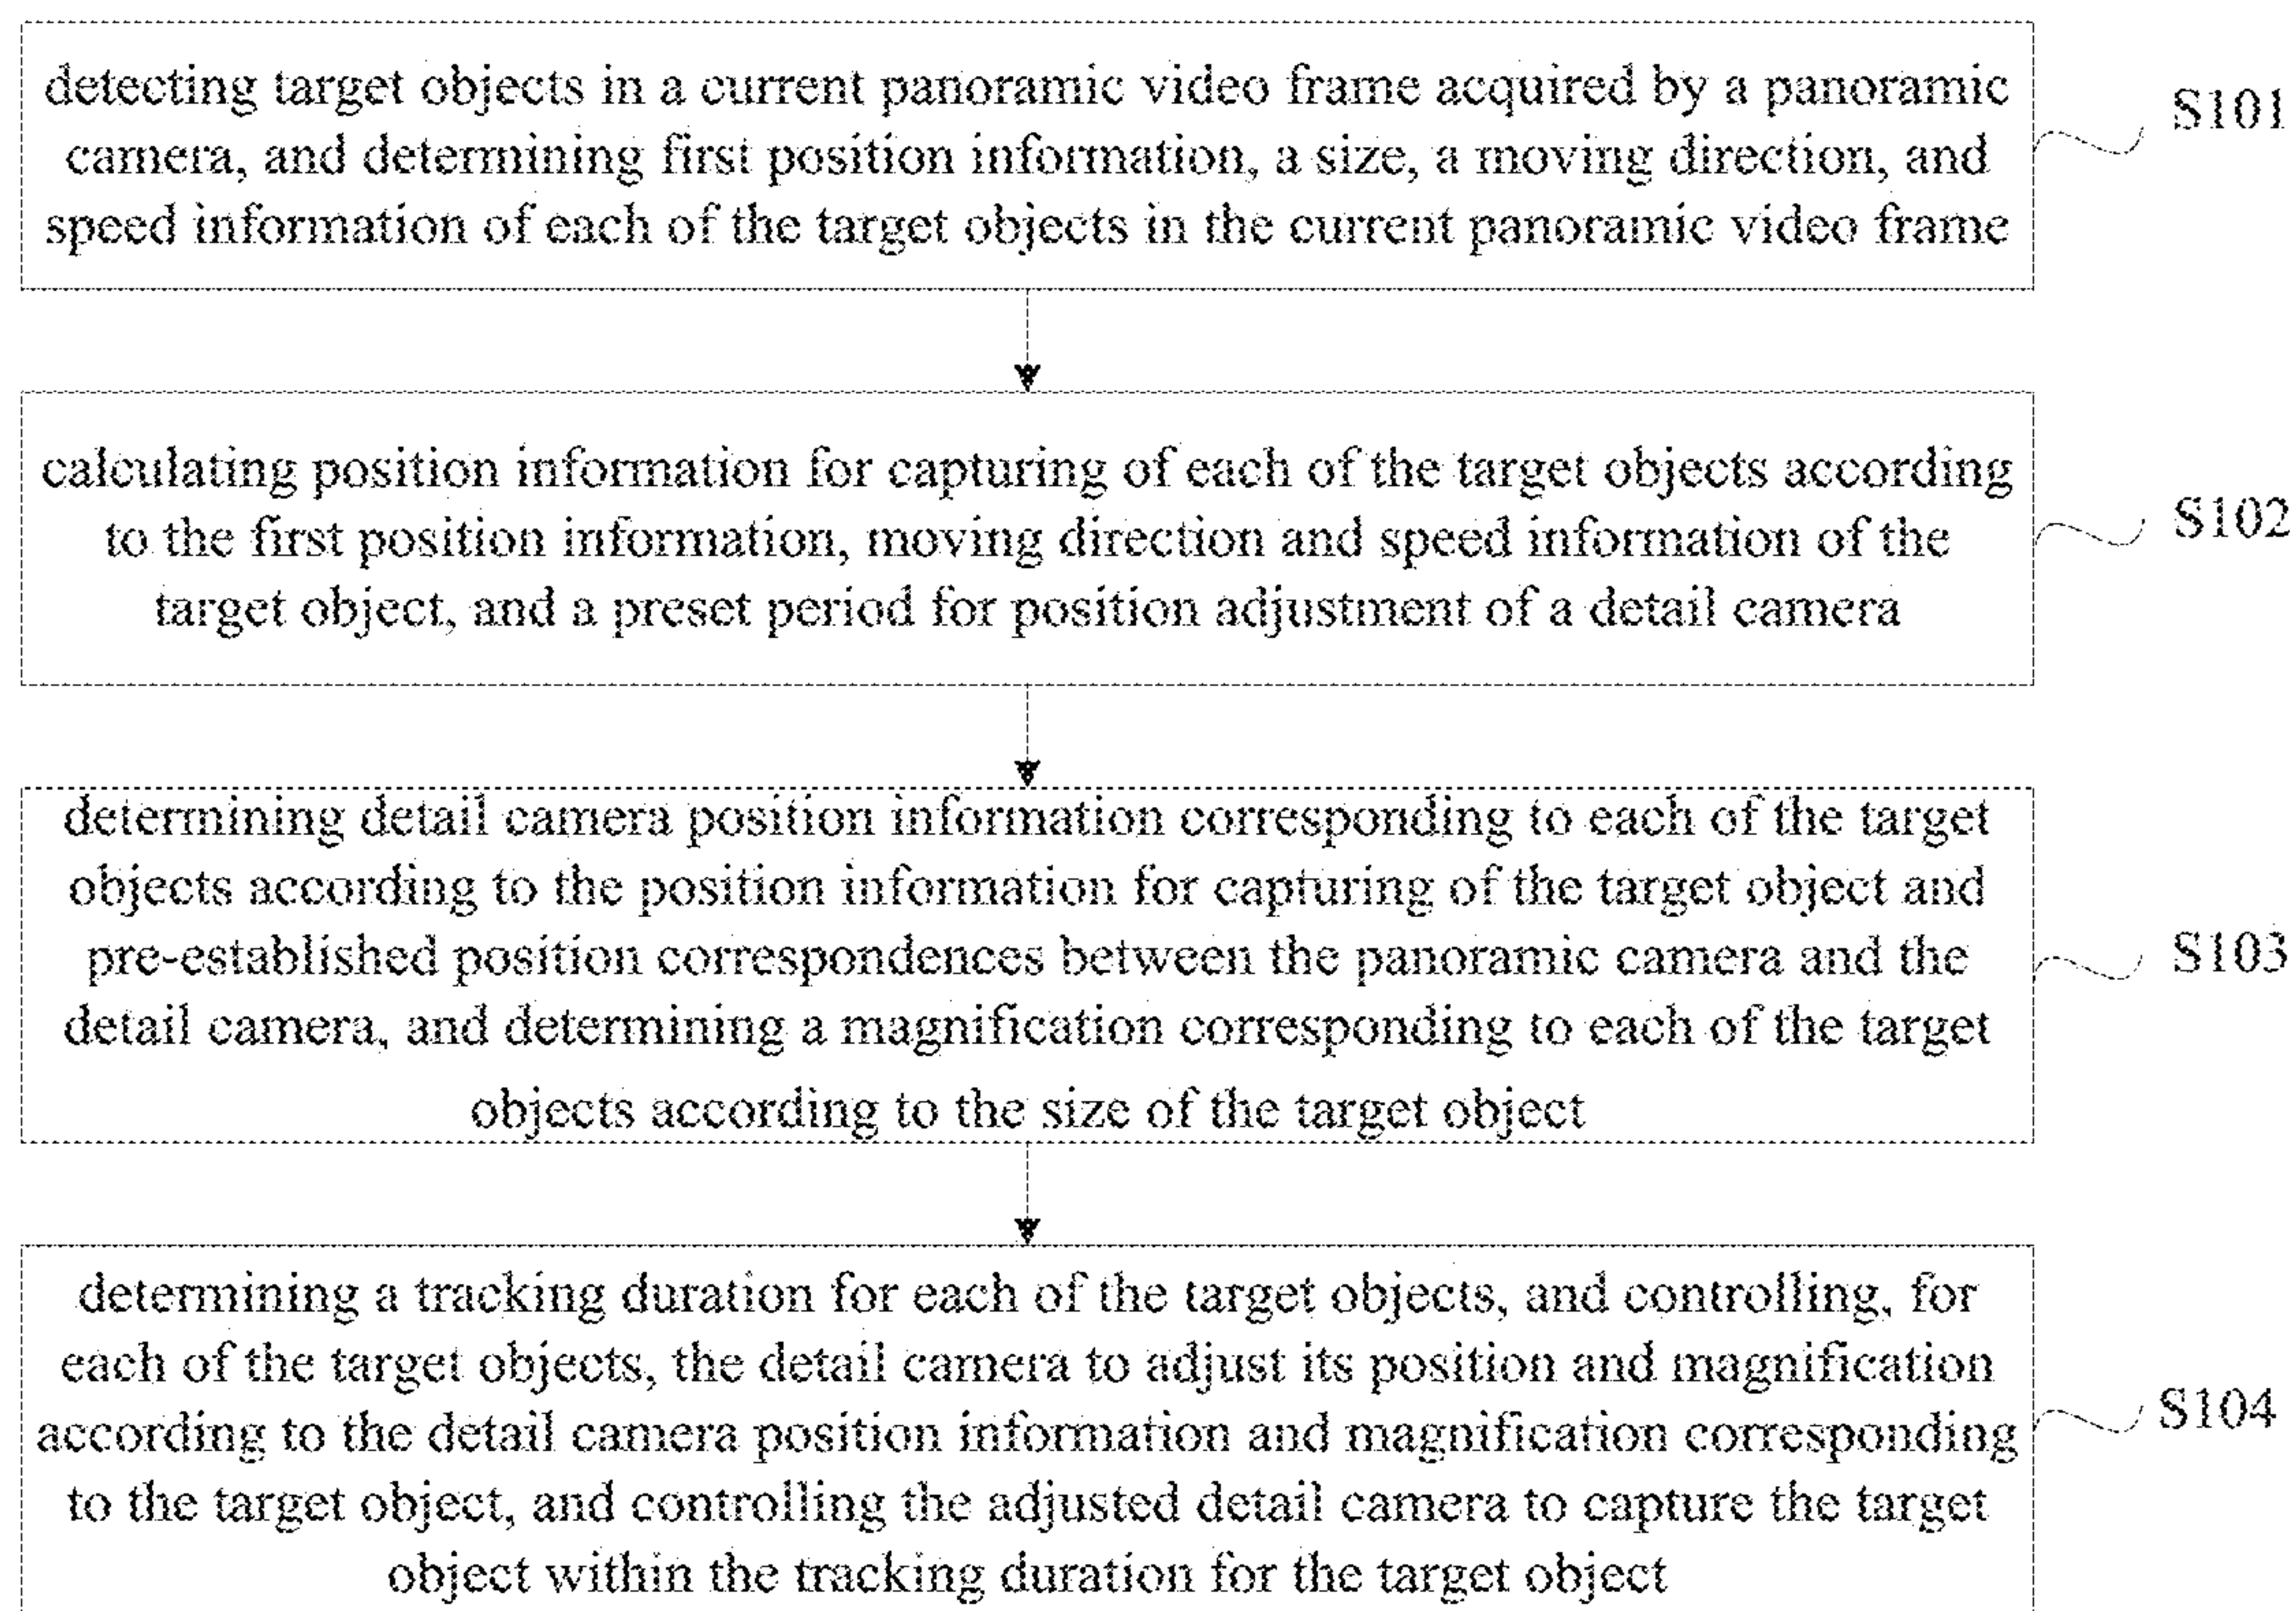 detecting target objects in a current panoramic video frame acquired by a panoramic
camera, and determining first position information, a size, a moving direction, and
speed information of each of the target objects in the current panoramic video frame
S101
calculating position information for capturing of each of the target objects according
to the first position information, moving direction and speed information of the
target object, and a preset period for position adjustment of a detail camera
S102
determining detail camera position information corresponding to each of the target
objects according to the position information for capturing of the target object and
pre-established position correspondences between the panoramic camera and the
detail camera, and determining a magnification corresponding to each of the target
objects according to the size of the target object
S103
determining a tracking duration for each of the target objects, and controlling, for
each of the target objects, the detail camera to adjust its position and magnification
according to the detail camera position information and magnification corresponding
to the target object, and controlling the adjusted detail camera to capture the target
object within the tracking duration for the target object
S104